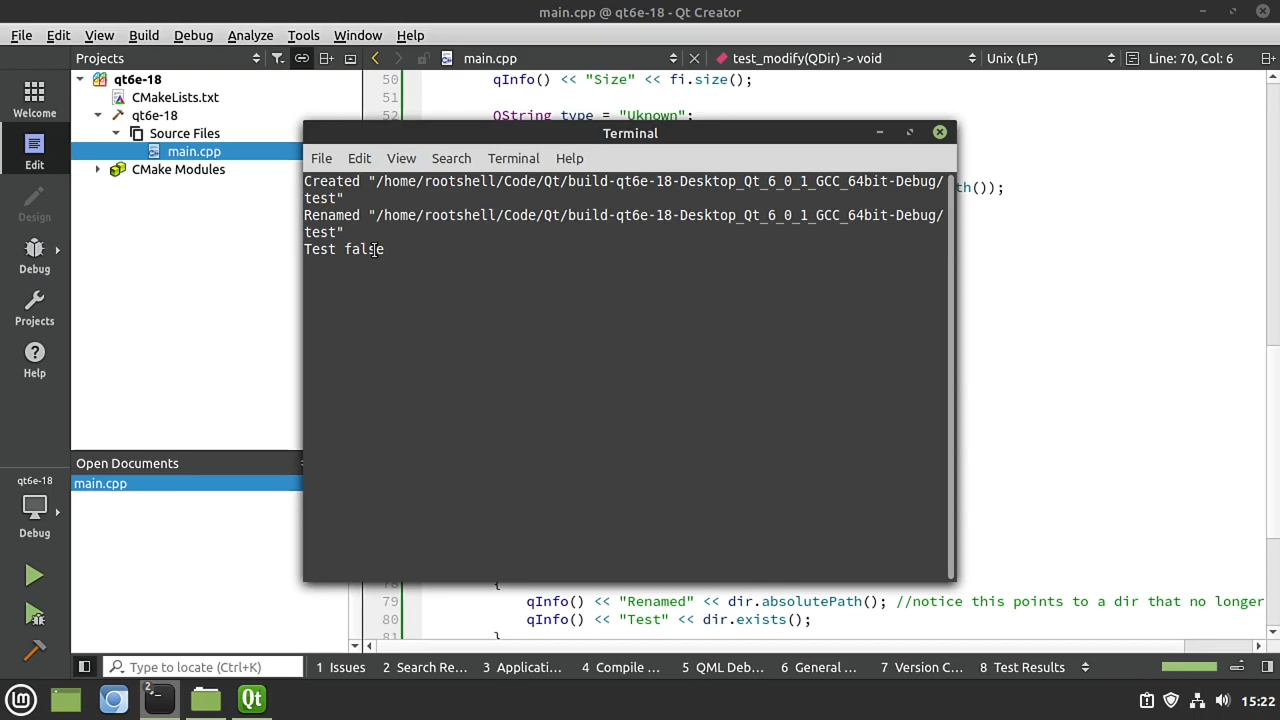 main.cpp @ qt6e-18 - Qt Creator
File Edit View Build Debug Analyze Tools Window Help
Projects main.cpp test_modify(QDir) -> void Unix (LF) Line: 70, Col: 6
qt6e-18
CMakeLists.txt
qt6e-18
Source Files
main.cpp
CMake Modules
Welcome
Edit
Design
Debug
Projects
Help
50 qInfo() << "Size" << fi.size();
51
52 QString type = "Uknown";
th());
Terminal
File Edit View Search Terminal Help
Created "/home/rootshell/Code/Qt/build-qt6e-18-Desktop_Qt_6_0_1_GCC_64bit-Debug/
test"
Renamed "/home/rootshell/Code/Qt/build-qt6e-18-Desktop_Qt_6_0_1_GCC_64bit-Debug/
test"
Test false
Open Documents
main.cpp
qt6e-18
Debug
{
79 qInfo() << "Renamed" << dir.absolutePath(); //notice this points to a dir that no longer
80 qInfo() << "Test" << dir.exists();
81 }
Type to locate (Ctrl+K) 1 Issues 2 Search Re... 3 Applicati... 4 Compile ... 5 QML Deb... 6 General ... 7 Version C... 8 Test Results
15:22